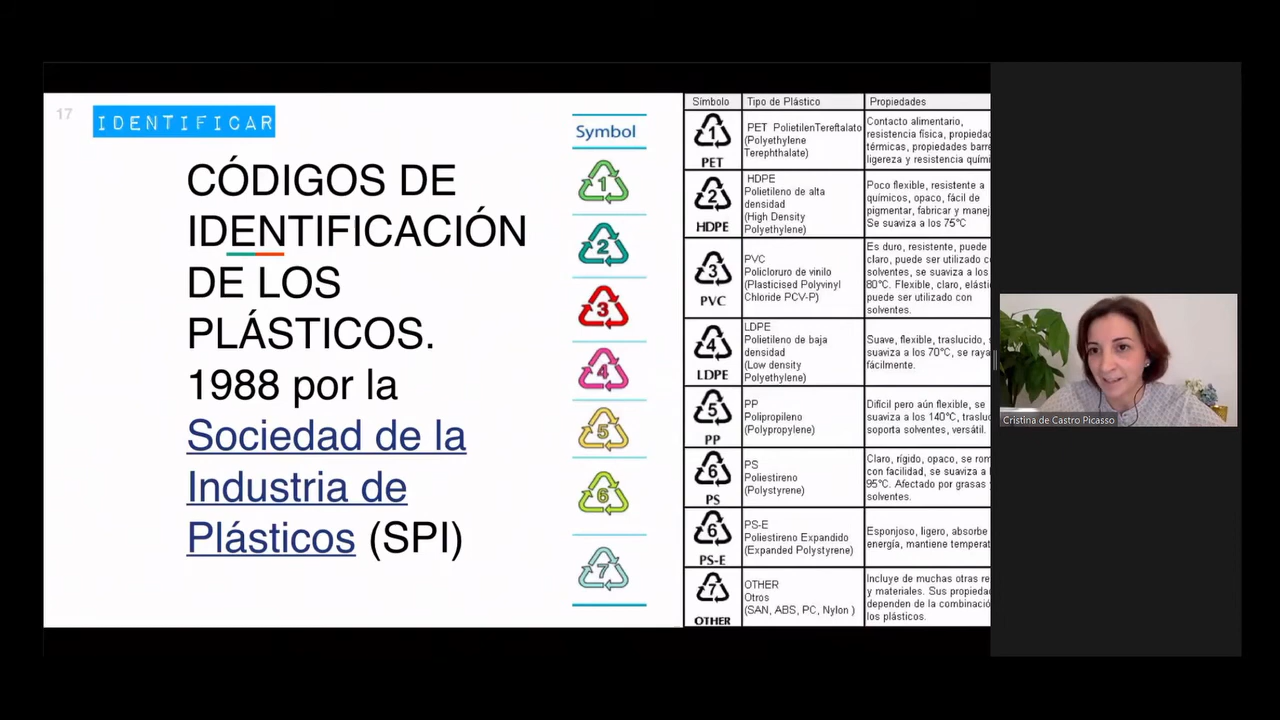 17
IDENTIFICAR
CÓDIGOS DE
IDENTIFICACIÓN
DE LOS
PLÁSTICOS.
1988 por la
Sociedad de la
Industria de
Plásticos (SPI)
Symbol
1
2
3
4
5
6
7
Símbolo
Tipo de Plástico
Propiedades
1
PET
PET PolietilenTereftalato
(Polyethylene
Terephthalate)
Contacto alimentario,
resistencia física, propiedad
térmicas, propiedades barre
ligereza y resistencia quími
2
HDPE
HDPE
Polietileno de alta
densidad
(High Density
Polyethylene)
Poco flexible, resistente a
químicos, opaco, fácil de
pigmentar, fabricar y manej
Se suaviza a los 75°C
3
PVC
PVC
Policloruro de vinilo
(Plasticised Polyvinyl
Chloride PCV-P)
Es duro, resistente, puede
claro, puede ser utilizado c
solventes, se suaviza a los
80°C. Flexible, claro, elásti
puede ser utilizado con
solventes.
4
LDPE
LDPE
Polietileno de baja
densidad
(Low density
Polyethylene)
Suave, flexible, traslucido, s
suaviza a los 70°C, se raya
fácilmente.
5
PP
PP
Polipropileno
(Polypropylene)
Difícil pero aún flexible, se
suaviza a los 140°C, traslu
soporta solventes, versátil.
6
PS
PS
Poliestireno
(Polystyrene)
Claro, rígido, opaco, se rom
con facilidad, se suaviza a l
95°C. Afectado por grasas
solventes.
6
PS-E
PS-E
Poliestireno Expandido
(Expanded Polystyrene)
Esponjoso, ligero, absorbe
energía, mantiene temperat
7
OTHER
OTHER
Otros
(SAN, ABS, PC, Nylon )
Incluye de muchas otras re
y materiales. Sus propieda
dependen de la combinació
los plásticos.
Cristina de Castro Picasso